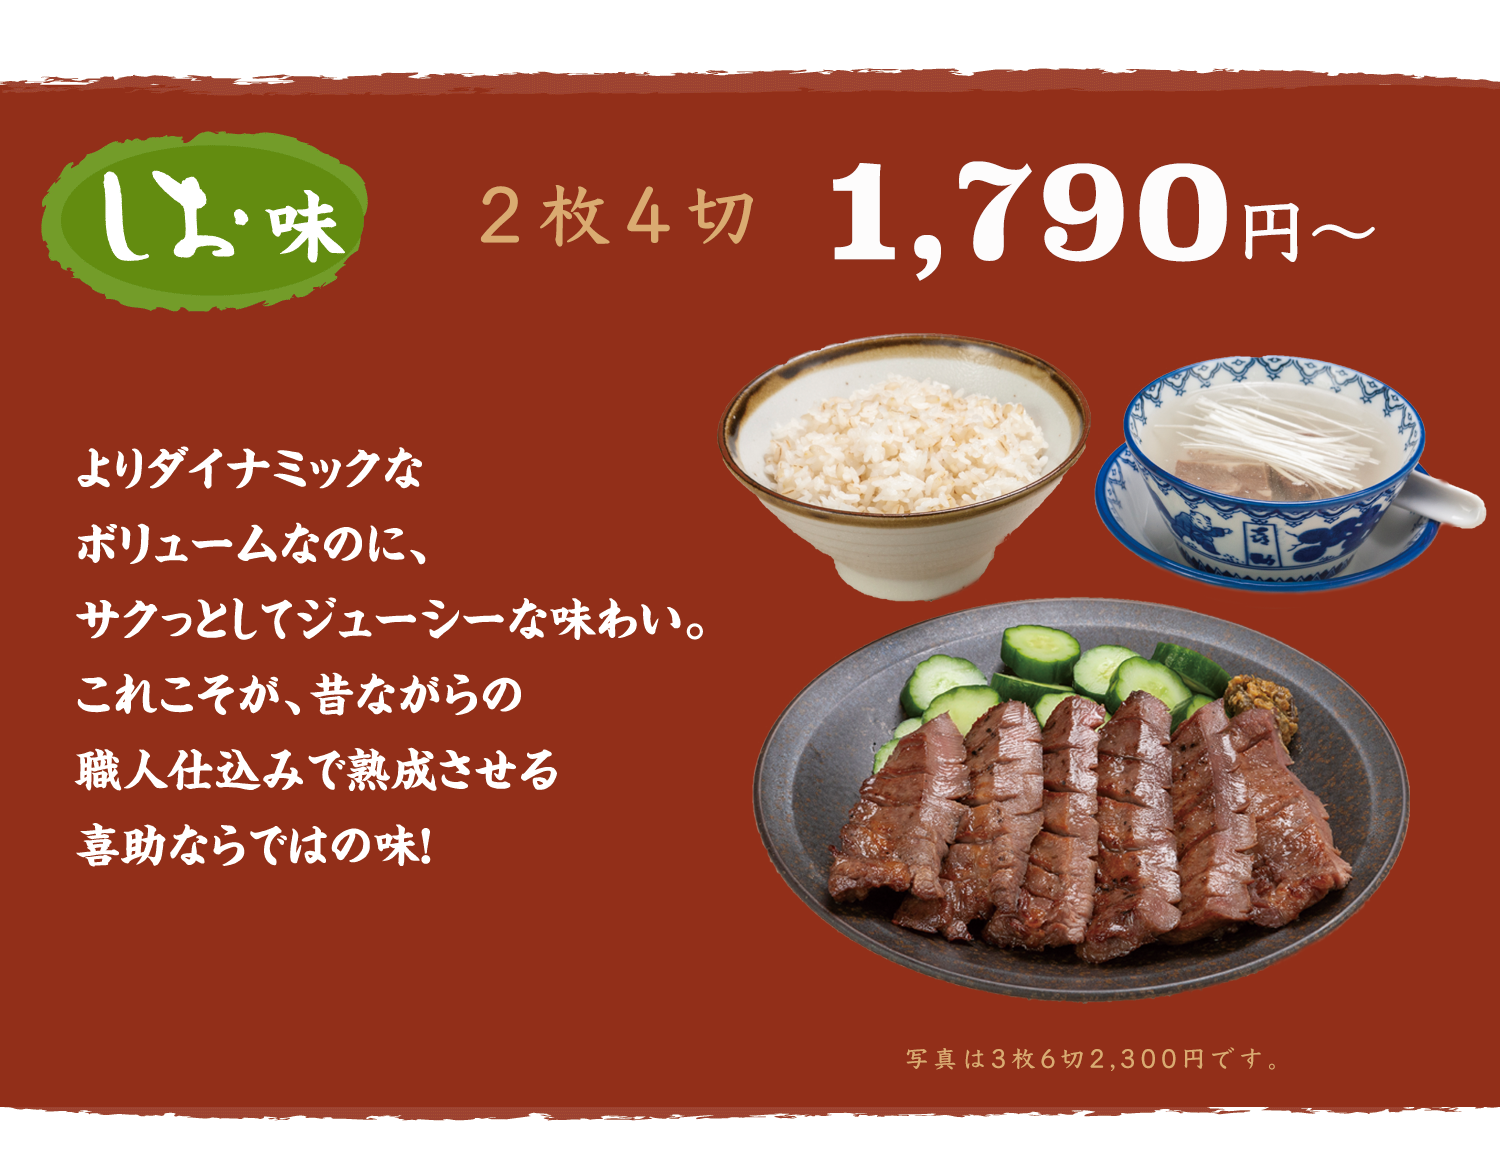 しお味
2枚4切 1,790円～
よりダイナミックな
ボリュームなのに、
サクっとしてジューシーな味わい。
これこそが、昔ながらの
職人仕込みで熟成させる
喜助ならではの味!
喜助
写真は3枚6切2,300円です。